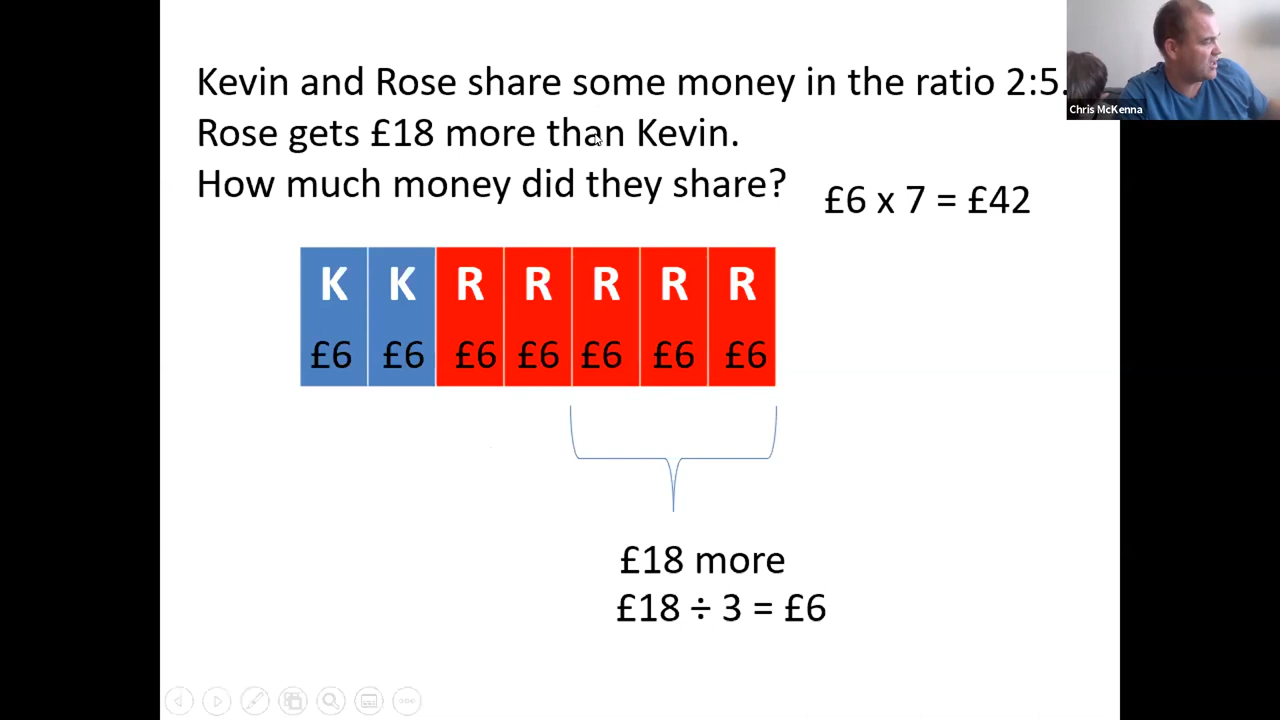 Kevin and Rose share some money in the ratio 2:5.
Rose gets £18 more than Kevin.
How much money did they share?
£6 x 7 = £42
K K R R R R R
£6 £6 £6 £6 £6 £6 £6
£18 more
£18 ÷ 3 = £6
Chris McKenna